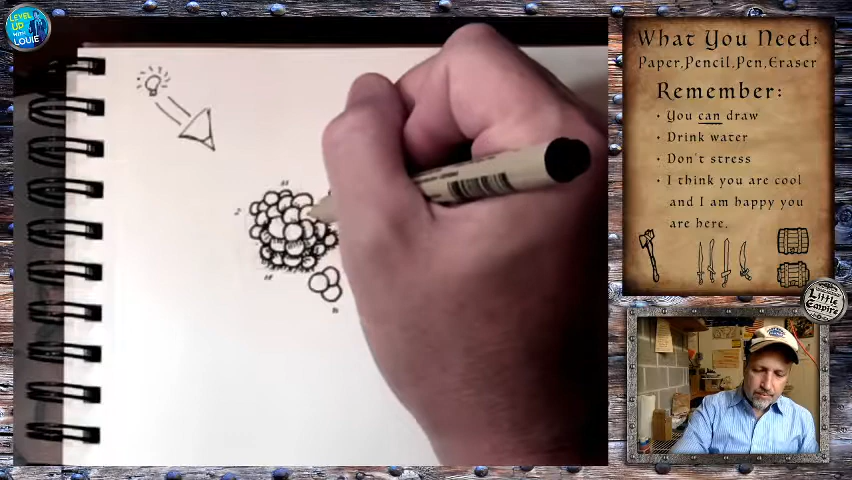 LEVEL
UP
WITH
LOUIE
What You Need:
Paper,Pencil,Pen,Eraser
Remember:
• You can draw
• Drink water
• Don't stress
• I think you are cool
and I am happy you
are here.
Little
Empire